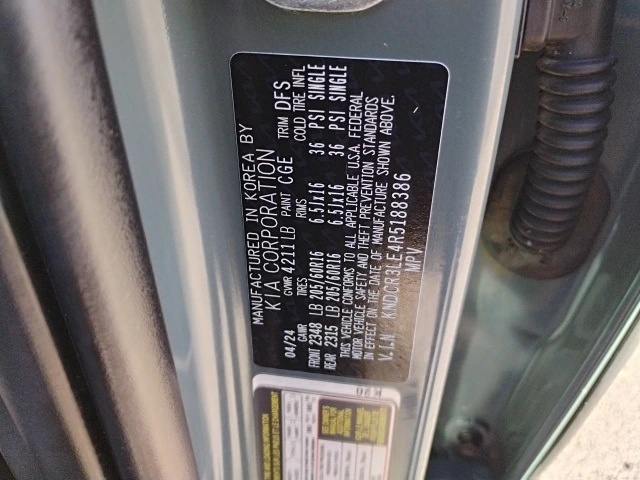 MANUFACTURED IN KOREA BY
KIA CORPORATION
GVWR 4211LB PAINT CGE TRIM DFS
04/24 GAWR TIRES RIMS COLD TIRE INFL
FRONT 2348 LB 205/60R16 6.5Jx16 36 PSI SINGLE
REAR 2315 LB 205/60R16 6.5Jx16 36 PSI SINGLE
THIS VEHICLE CONFORMS TO ALL APPLICABLE U.S.A. FEDERAL
MOTOR VEHICLE SAFETY AND THEFT PREVENTION STANDARDS
IN EFFECT ON THE DATE OF MANUFACTURE SHOWN ABOVE.
V.I.N KNDCR3LE4R5188386
MPV